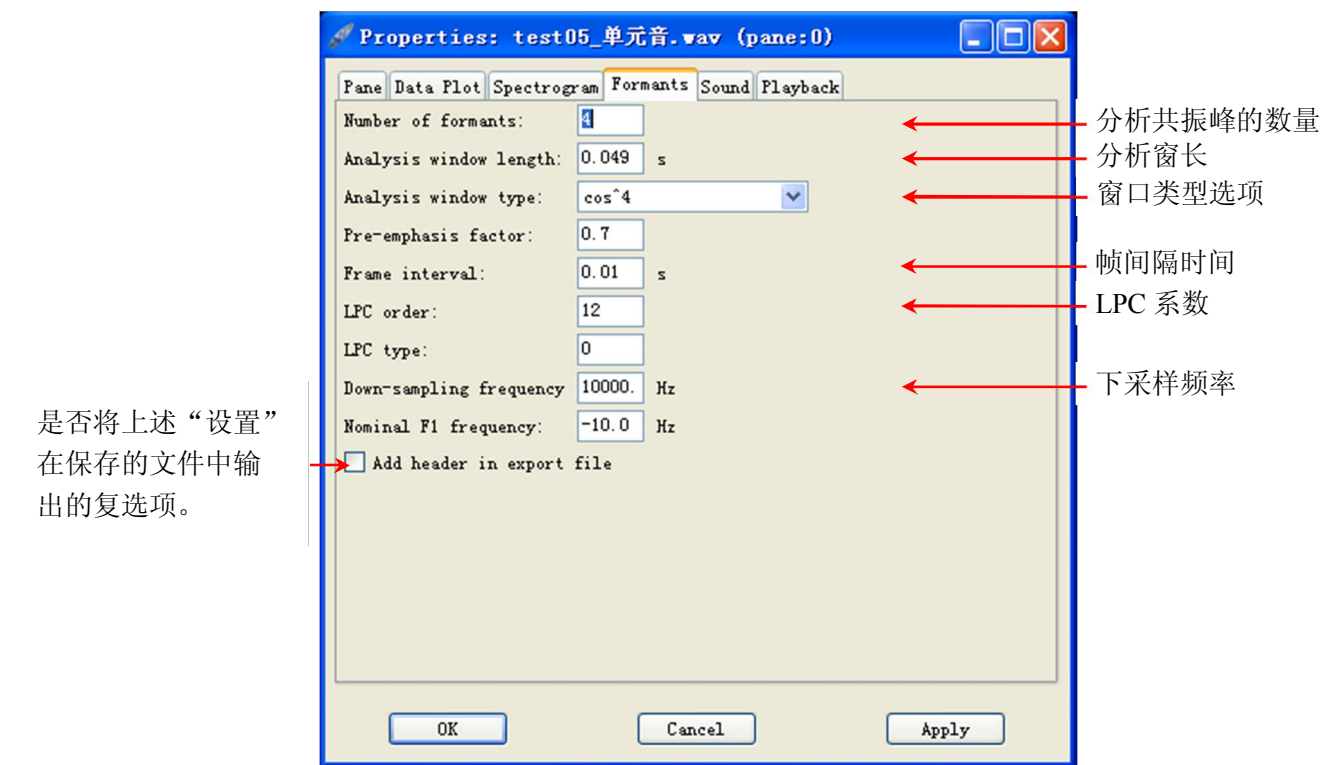 Properties: test05_单元音.wav (pane:0)
Pane Data Plot Spectrogram Formants Sound Playback
Number of formants: 4
分析共振峰的数量
Analysis window length: 0.049 s
分析窗长
Analysis window type: cos^4
窗口类型选项
Pre-emphasis factor: 0.7
Frame interval: 0.01 s
帧间隔时间
LPC order: 12
LPC 系数
LPC type: 0
Down-sampling frequency 10000. Hz
下采样频率
Nominal F1 frequency: -10.0 Hz
Add header in export file
是否将上述“设置”
在保存的文件中输
出的复选项。
OK Cancel Apply